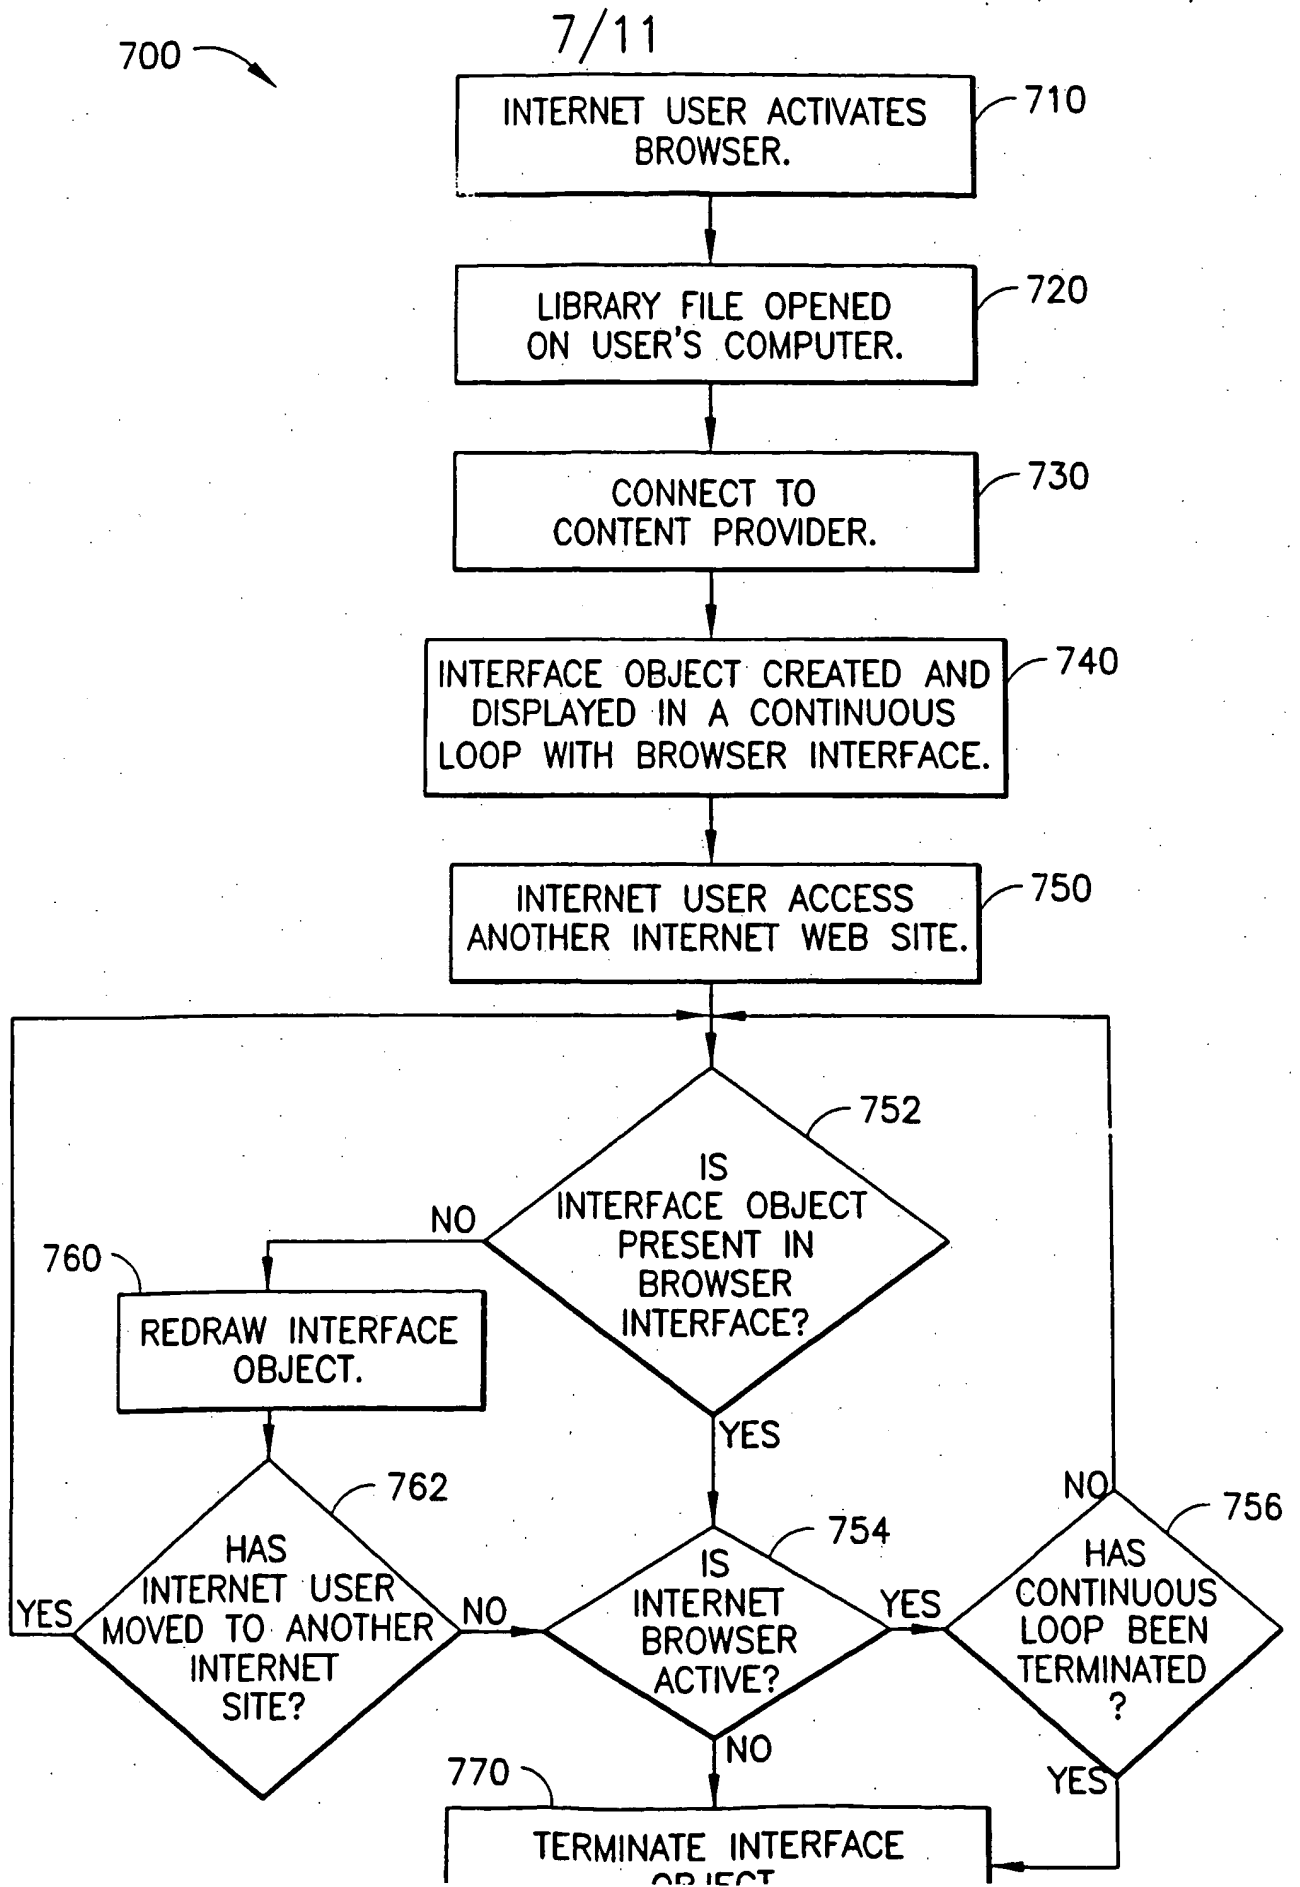 7/11
700
INTERNET USER ACTIVATES
BROWSER.
710
LIBRARY FILE OPENED
ON USER'S COMPUTER.
720
CONNECT TO
CONTENT PROVIDER.
730
INTERFACE OBJECT CREATED AND
DISPLAYED IN A CONTINUOUS
LOOP WITH BROWSER INTERFACE.
740
INTERNET USER ACCESS
ANOTHER INTERNET WEB SITE.
750
752
IS
INTERFACE OBJECT
PRESENT IN
BROWSER
INTERFACE?
NO
YES
760
REDRAW INTERFACE
OBJECT.
762
HAS
INTERNET USER
MOVED TO ANOTHER
INTERNET
SITE?
YES
NO
754
IS
INTERNET
BROWSER
ACTIVE?
YES
NO
756
HAS
CONTINUOUS
LOOP BEEN
TERMINATED
?
NO
YES
770
TERMINATE INTERFACE
OBJECT